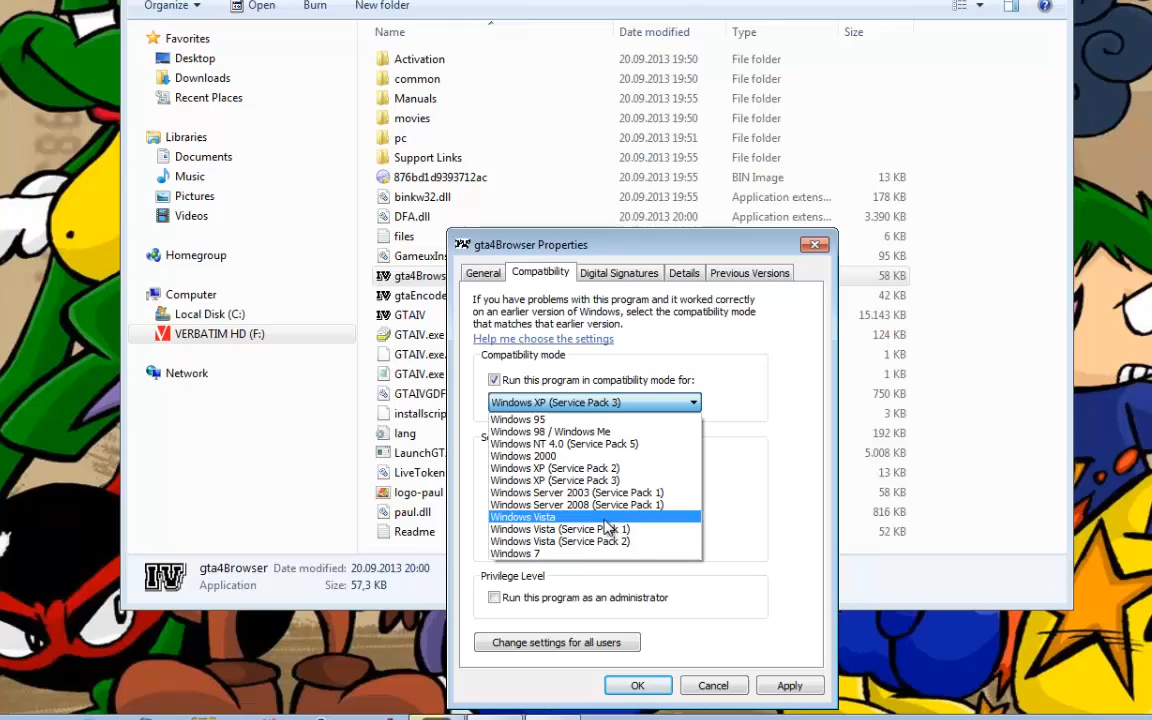 Organize Open Burn New folder
Name Date modified Type Size
Favorites
Desktop
Downloads
Recent Places
Libraries
Documents
Music
Pictures
Videos
Homegroup
Computer
Local Disk (C:)
VERBATIM HD (F:)
Network
Activation 20.09.2013 19:50 File folder
common 20.09.2013 19:50 File folder
Manuals 20.09.2013 19:55 File folder
movies 20.09.2013 19:50 File folder
pc 20.09.2013 19:51 File folder
Support Links 20.09.2013 19:55 File folder
876bd1d9393712ac 20.09.2013 19:55 BIN Image 13 KB
binkw32.dll 20.09.2013 19:55 Application extens... 178 KB
DFA.dll 20.09.2013 20:00 Application extens... 3.390 KB
files 6 KB
GameuxIns 95 KB
gta4Brows 58 KB
gtaEncode 42 KB
GTAIV 15.143 KB
GTAIV.exe 124 KB
GTAIV.exe. 1 KB
GTAIV.exe 1 KB
GTAIVGDF 750 KB
installscrip 3 KB
lang 192 KB
LaunchGT. 5.008 KB
LiveToken 1 KB
logo-paul 58 KB
paul.dll 816 KB
Readme 52 KB
gta4Browser Properties
General Compatibility Digital Signatures Details Previous Versions
If you have problems with this program and it worked correctly
on an earlier version of Windows, select the compatibility mode
that matches that earlier version.
Help me choose the settings
Compatibility mode
Run this program in compatibility mode for:
Windows XP (Service Pack 3)
Windows 95
Windows 98 / Windows Me
Windows NT 4.0 (Service Pack 5)
Windows 2000
Windows XP (Service Pack 2)
Windows XP (Service Pack 3)
Windows Server 2003 (Service Pack 1)
Windows Server 2008 (Service Pack 1)
Windows Vista
Windows Vista (Service Pack 1)
Windows Vista (Service Pack 2)
Windows 7
Privilege Level
Run this program as an administrator
Change settings for all users
OK Cancel Apply
IV
gta4Browser Date modified: 20.09.2013 20:00
Application Size: 57,3 KB